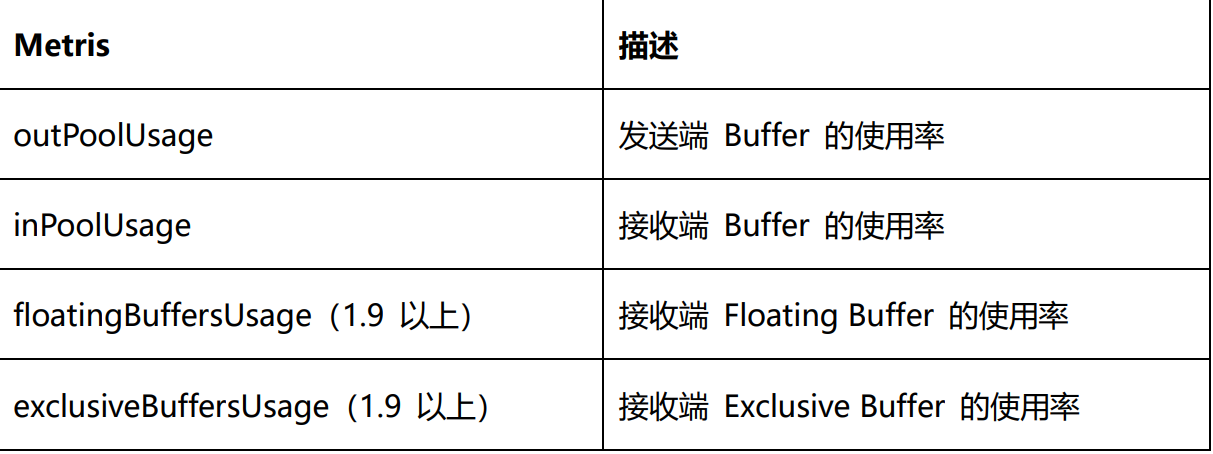 Metris 描述
outPoolUsage 发送端 Buffer 的使用率
inPoolUsage 接收端 Buffer 的使用率
floatingBuffersUsage（1.9 以上） 接收端 Floating Buffer 的使用率
exclusiveBuffersUsage（1.9 以上） 接收端 Exclusive Buffer 的使用率